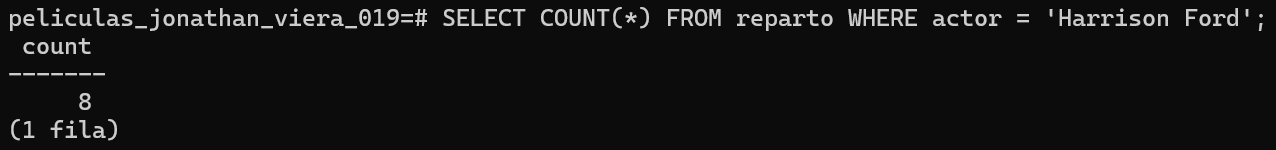 peliculas_jonathan_viera_019=# SELECT COUNT(*) FROM reparto WHERE actor = 'Harrison Ford';
 count
-------
     8
(1 fila)